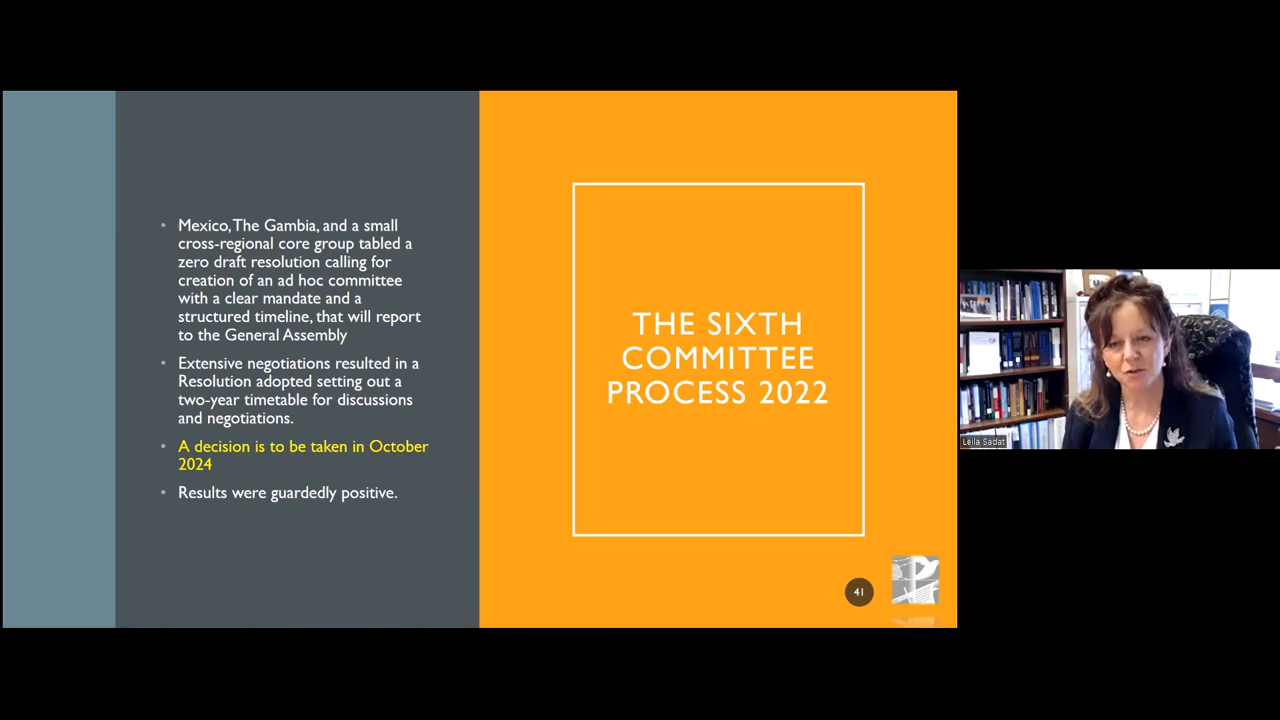 Mexico, The Gambia, and a small
cross-regional core group tabled a
zero draft resolution calling for
creation of an ad hoc committee
with a clear mandate and a
structured timeline, that will report
to the General Assembly
Extensive negotiations resulted in a
Resolution adopted setting out a
two-year timetable for discussions
and negotiations.
A decision is to be taken in October
2024
Results were guardedly positive.
THE SIXTH
COMMITTEE
PROCESS 2022
41
Leila Sadat